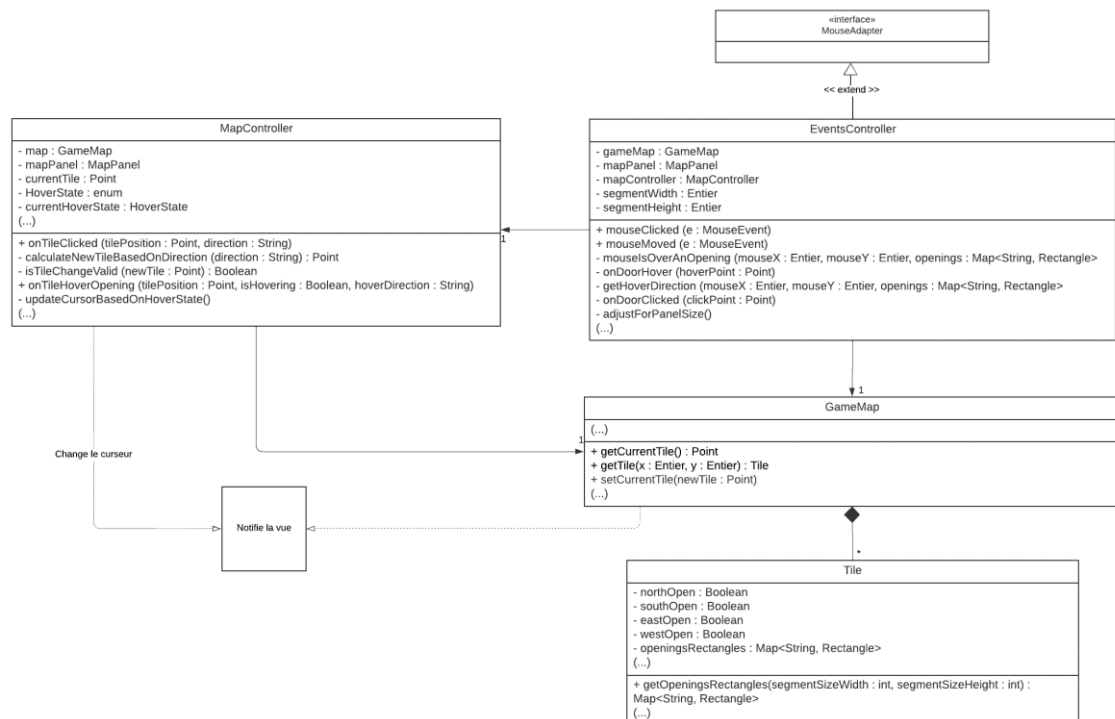 «interface»
MouseAdapter
<< extend >>
MapController
- map : GameMap
- mapPanel : MapPanel
- currentTile : Point
- HoverState : enum
- currentHoverState : HoverState
(...)
+ onTileClicked (tilePosition : Point, direction : String)
- calculateNewTileBasedOnDirection (direction : String) : Point
- isTileChangeValid (newTile : Point) : Boolean
+ onTileHoverOpening (tilePosition : Point, isHovering : Boolean, hoverDirection : String)
- updateCursorBasedOnHoverState()
(...)
EventsController
- gameMap : GameMap
- mapPanel : MapPanel
- mapController : MapController
- segmentWidth : Entier
- segmentHeight : Entier
+ mouseClicked (e : MouseEvent)
+ mouseMoved (e : MouseEvent)
- mouseIsOverAnOpening (mouseX : Entier, mouseY : Entier, openings : Map<String, Rectangle>)
- onDoorHover (hoverPoint : Point)
- getHoverDirection (mouseX : Entier, mouseY : Entier, openings : Map<String, Rectangle>)
- onDoorClicked (clickPoint : Point)
- adjustForPanelSize()
(...)
1
1
GameMap
(...)
+ getCurrentTile() : Point
+ getTile(x : Entier, y : Entier) : Tile
+ setCurrentTile(newTile : Point)
(...)
1
Change le curseur
Notifie la vue
*
Tile
- northOpen : Boolean
- southOpen : Boolean
- eastOpen : Boolean
- westOpen : Boolean
- openingsRectangles : Map<String, Rectangle>
(...)
+ getOpeningsRectangles(segmentSizeWidth : int, segmentSizeHeight : int) :
Map<String, Rectangle>
(...)